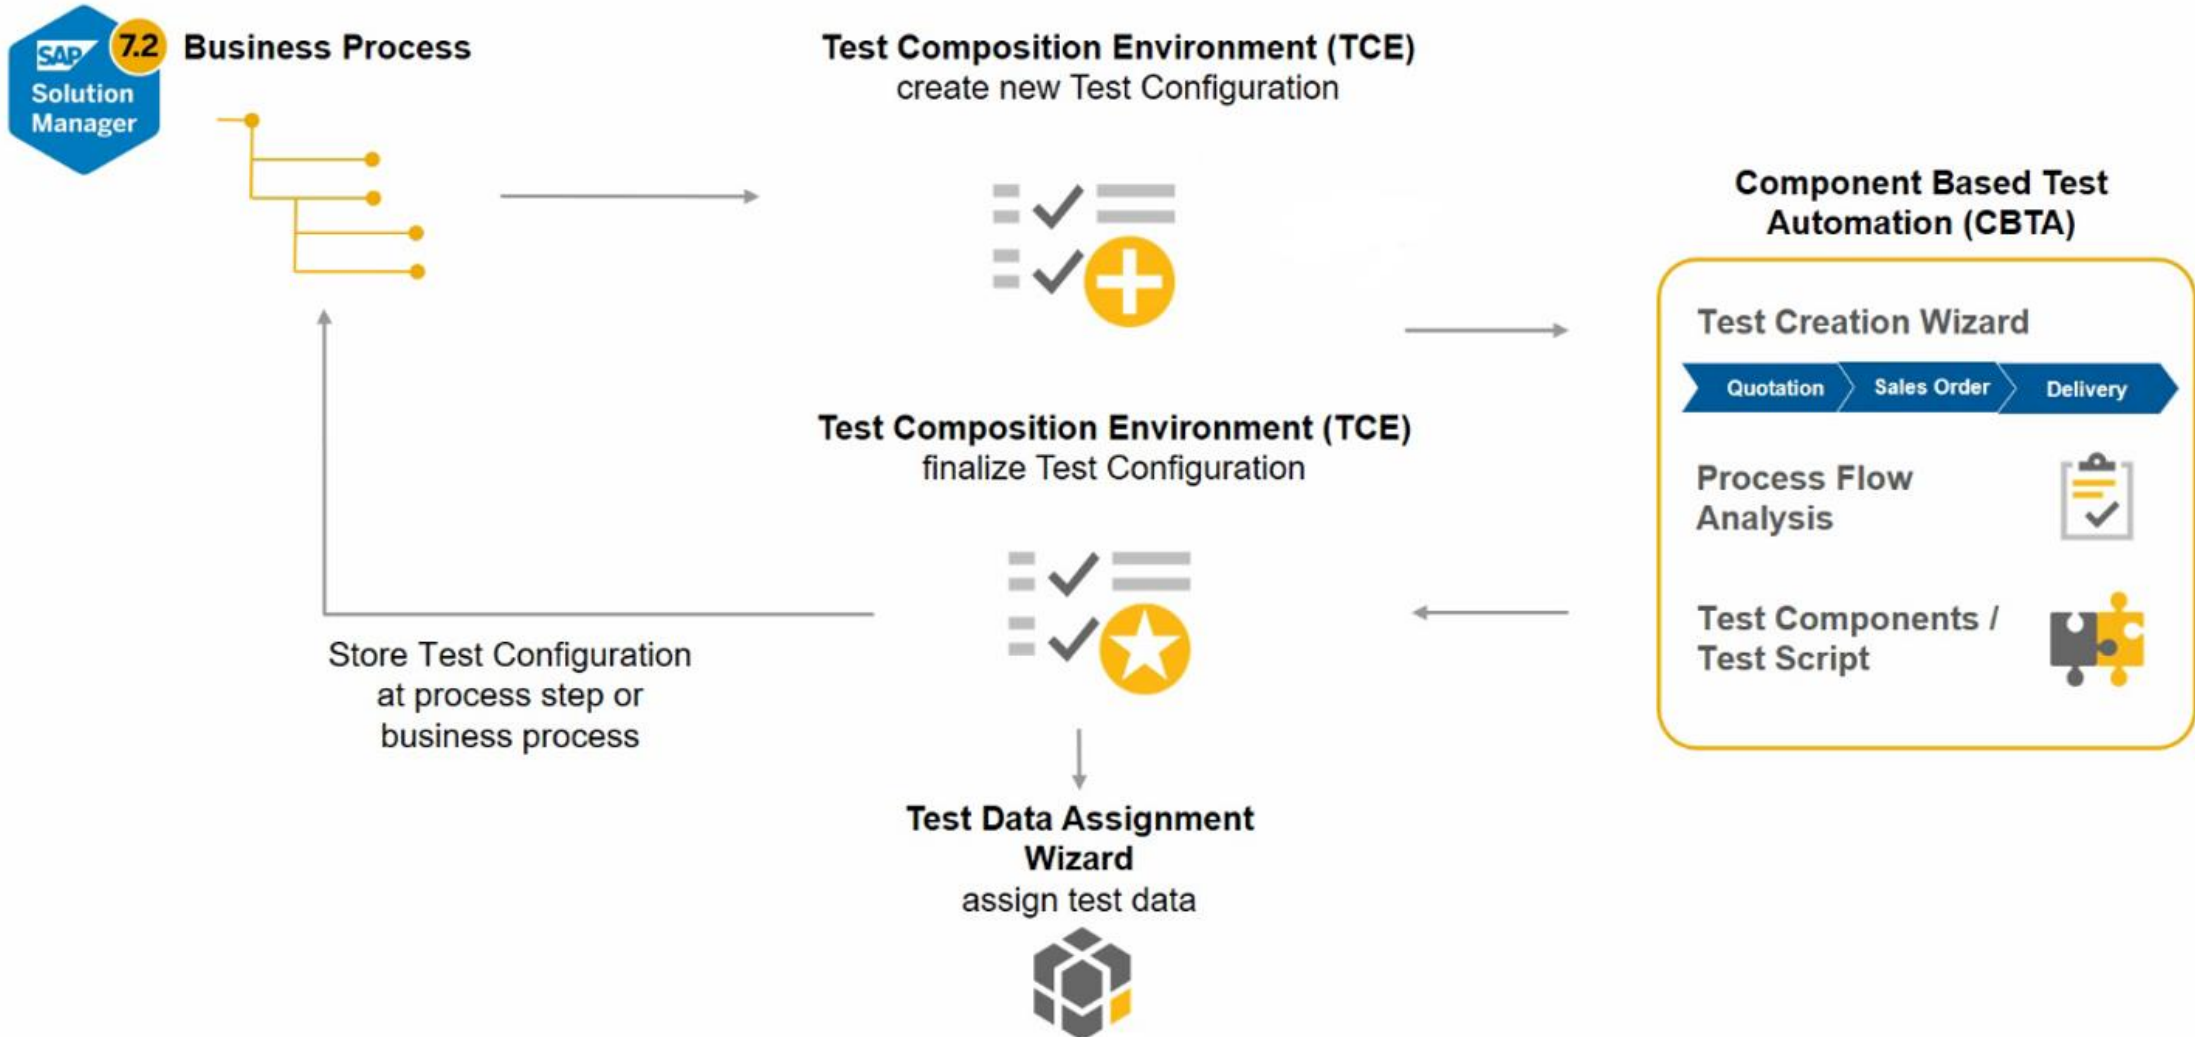 SAP
7.2
Solution
Manager
Business Process
Test Composition Environment (TCE)
create new Test Configuration
Component Based Test
Automation (CBTA)
Test Creation Wizard
Quotation
Sales Order
Delivery
Process Flow
Analysis
Test Components /
Test Script
Test Composition Environment (TCE)
finalize Test Configuration
Store Test Configuration
at process step or
business process
Test Data Assignment
Wizard
assign test data